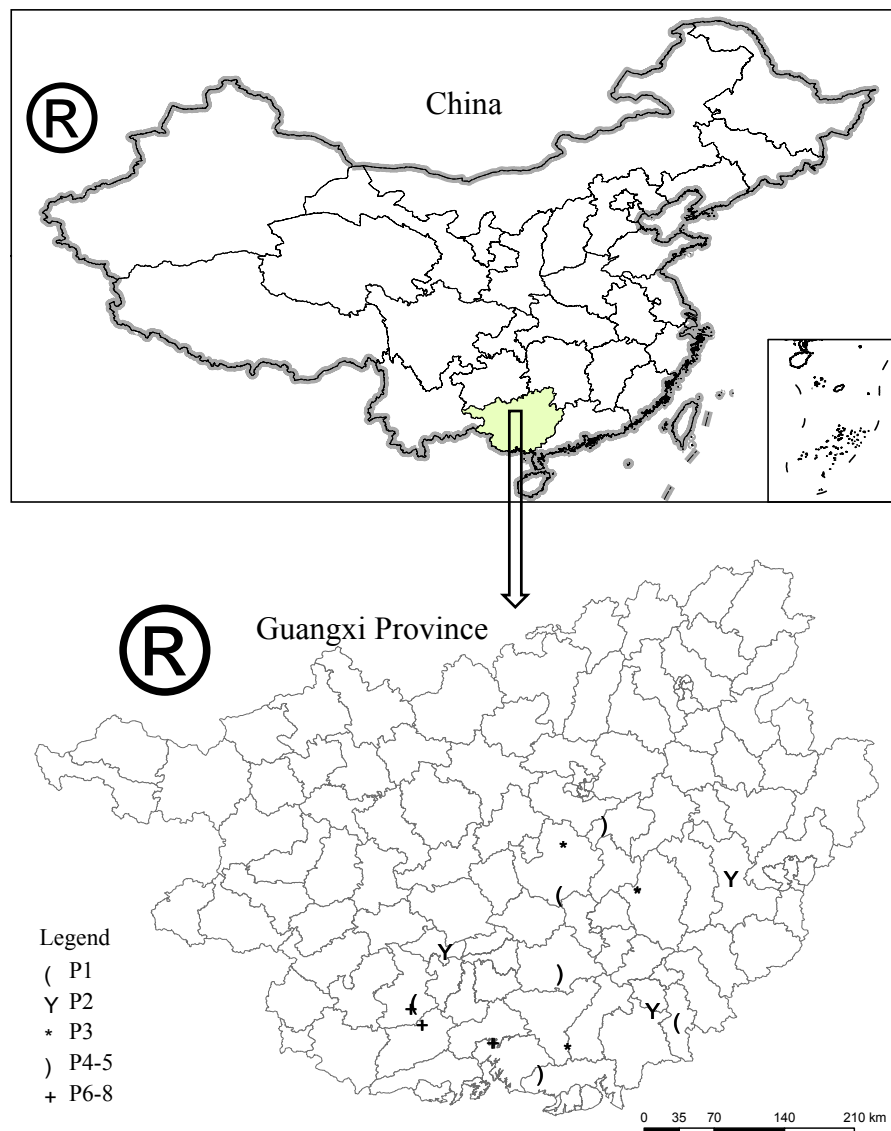 China
®
Guangxi Province
®
Legend
( P1
Y P2
* P3
) P4-5
+ P6-8
( 
)
*
Y
*
(
Y
)
(
+
+
Y
(
+
*
)
0 35 70 140 210 km